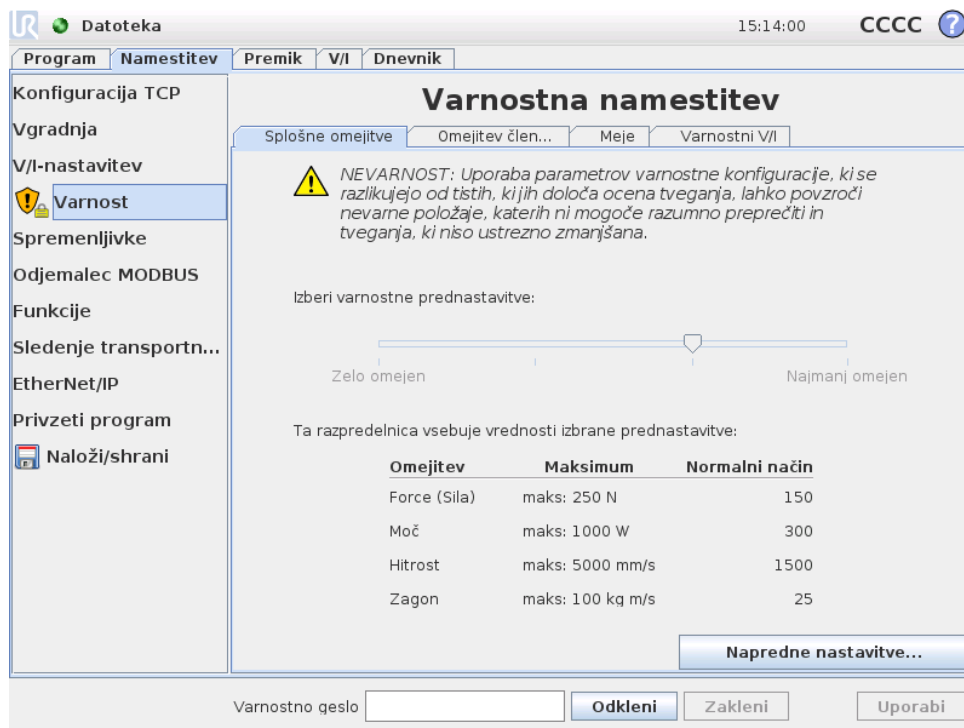 UR Datoteka 15:14:00 CCCC ?
Program Namestitev Premik V/I Dnevnik
Konfiguracija TCP
Vgradnja
V/I-nastavitev
Varnost
Spremenljivke
Odjemalec MODBUS
Funkcije
Sledenje transportn...
EtherNet/IP
Privzeti program
Naloži/shrani
Varnostna namestitev
Splošne omejitve Omejitev člen... Meje Varnostni V/I
NEVARNOST: Uporaba parametrov varnostne konfiguracije, ki se
razlikujejo od tistih, ki jih določa ocena tveganja, lahko povzroči
nevarne položaje, katerih ni mogoče razumno preprečiti in
tveganja, ki niso ustrezno zmanjšana.
Izberi varnostne prednastavitve:
Zelo omejen Najmanj omejen
Ta razpredelnica vsebuje vrednosti izbrane prednastavitve:
Omejitev Maksimum Normalni način
Force (Sila) maks: 250 N 150
Moč maks: 1000 W 300
Hitrost maks: 5000 mm/s 1500
Zagon maks: 100 kg m/s 25
Napredne nastavitve...
Varnostno geslo Odkleni Zakleni Uporabi